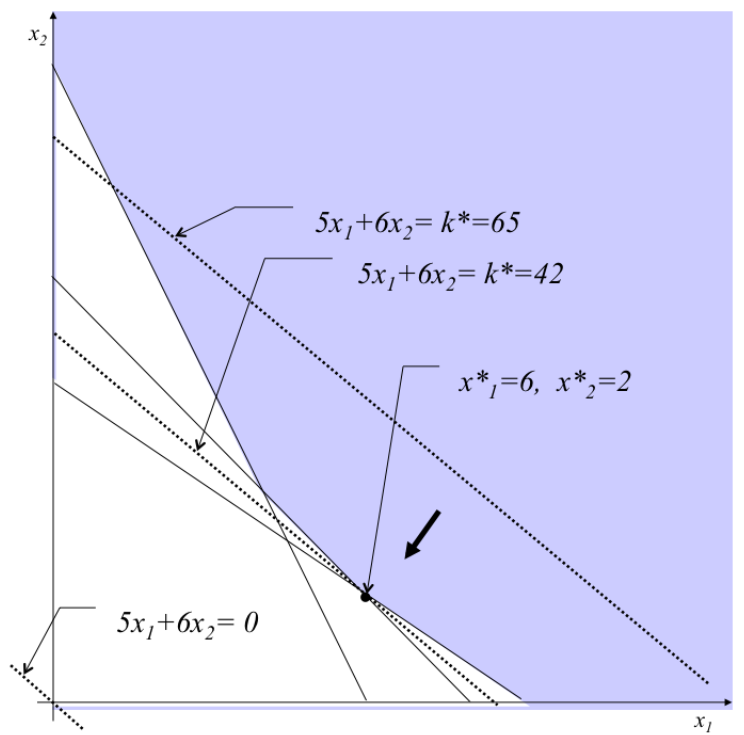 x₂
5x₁+6x₂= k*=65
5x₁+6x₂= k*=42
x*₁=6, x*₂=2
5x₁+6x₂= 0
x₁